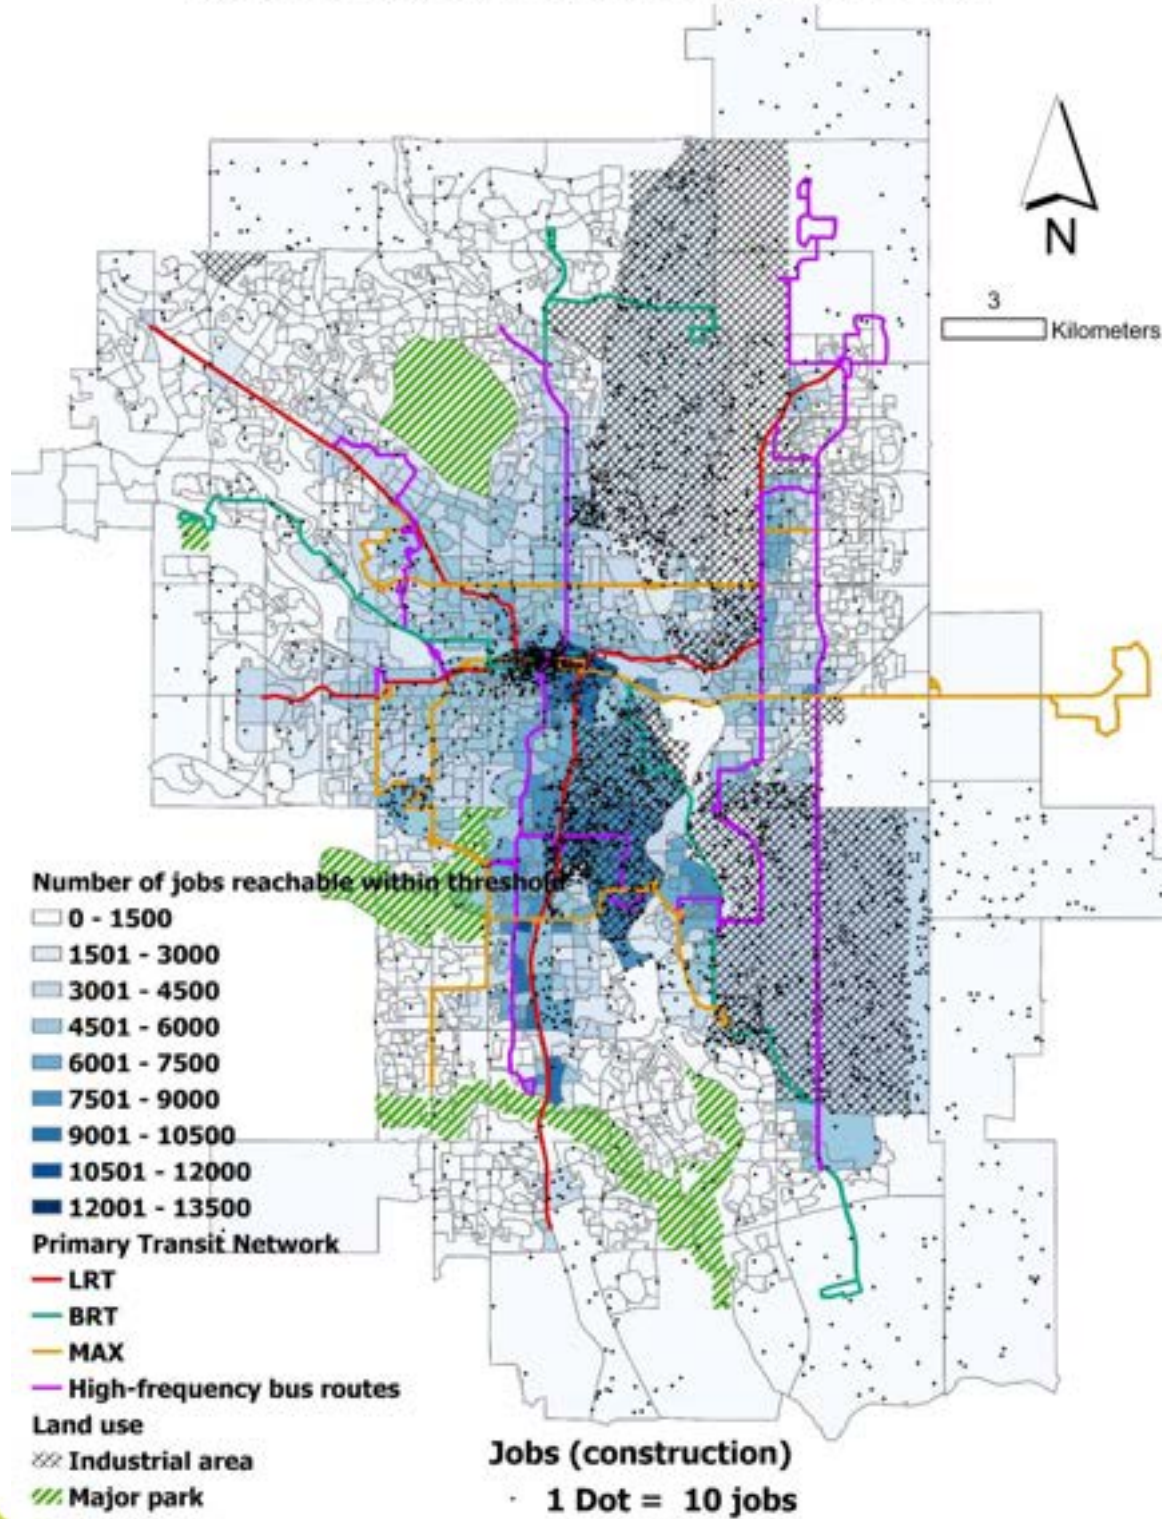 N
3
Kilometers
Number of jobs reachable within threshold
0 - 1500
1501 - 3000
3001 - 4500
4501 - 6000
6001 - 7500
7501 - 9000
9001 - 10500
10501 - 12000
12001 - 13500
Primary Transit Network
LRT
BRT
MAX
High-frequency bus routes
Land use
Industrial area
Major park
Jobs (construction)
1 Dot = 10 jobs